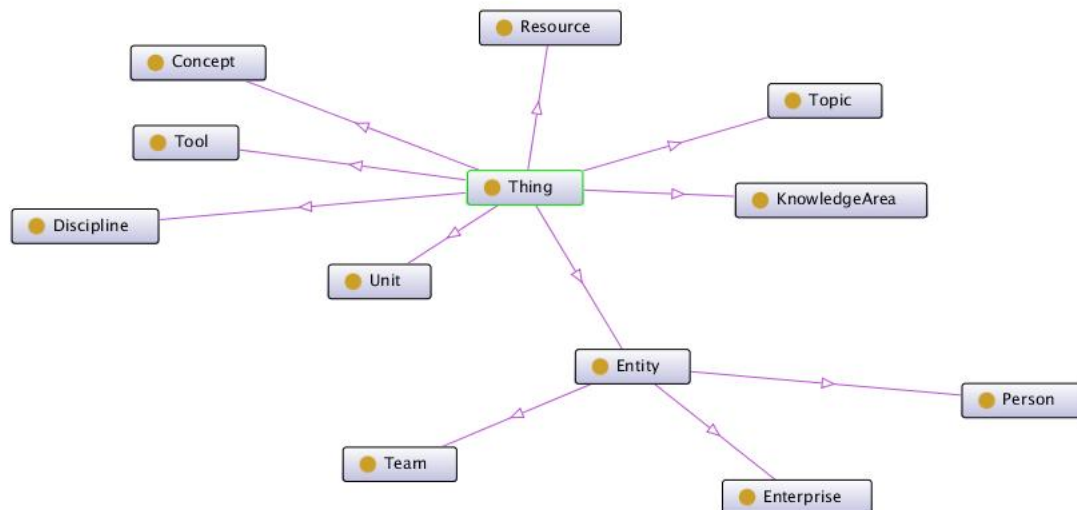 Resource
Concept
Topic
Tool
Thing
KnowledgeArea
Discipline
Unit
Entity
Person
Team
Enterprise